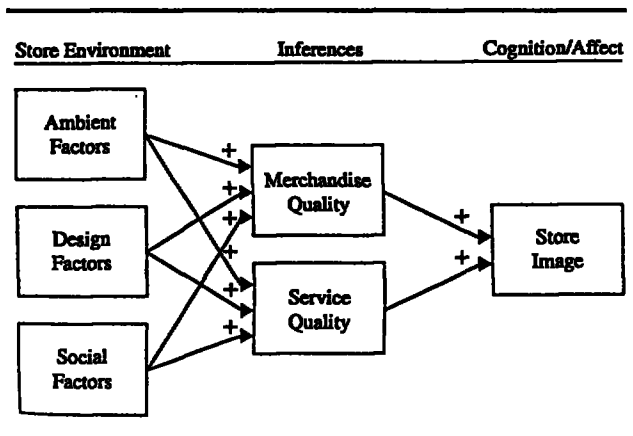 Store Environment Inferences Cognition/Affect
Ambient
Factors
Design
Factors
Social
Factors
+
+
+
+
+
+
Merchandise
Quality
Service
Quality
+
+
Store
Image